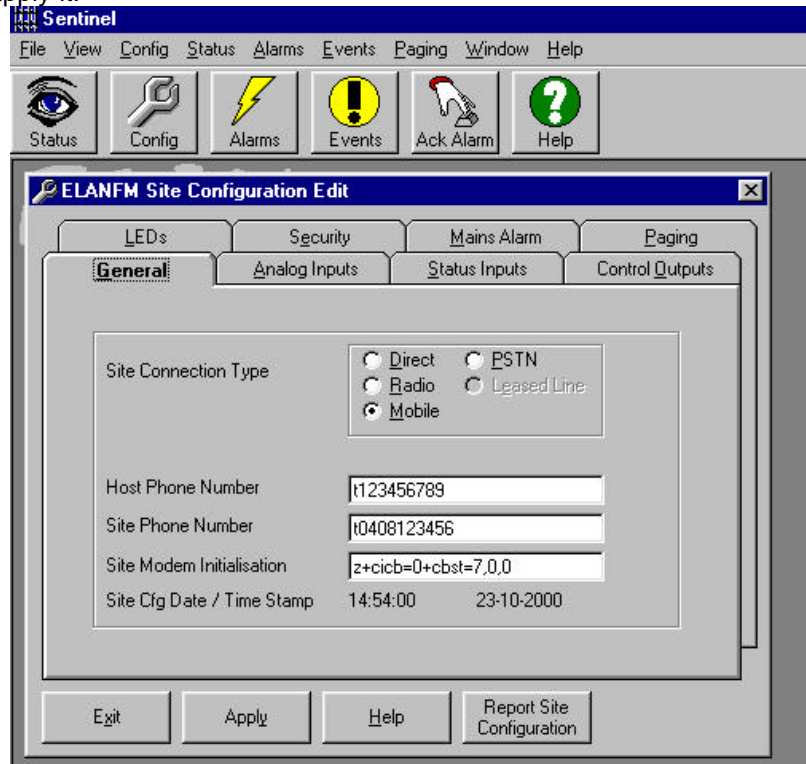 apply it.
Sentinel
File View Config Status Alarms Events Paging Window Help
Status Config Alarms Events Ack Alarm Help
ELANFM Site Configuration Edit
LEDs Security Mains Alarm Paging
General Analog Inputs Status Inputs Control Outputs
Site Connection Type
Direct PSTN
Radio Leased Line
Mobile
Host Phone Number t123456789
Site Phone Number t0408123456
Site Modem Initialisation z+cicb=0+cbst=7,0,0
Site Cfg Date / Time Stamp 14:54:00 23-10-2000
Exit Apply Help Report Site
Configuration